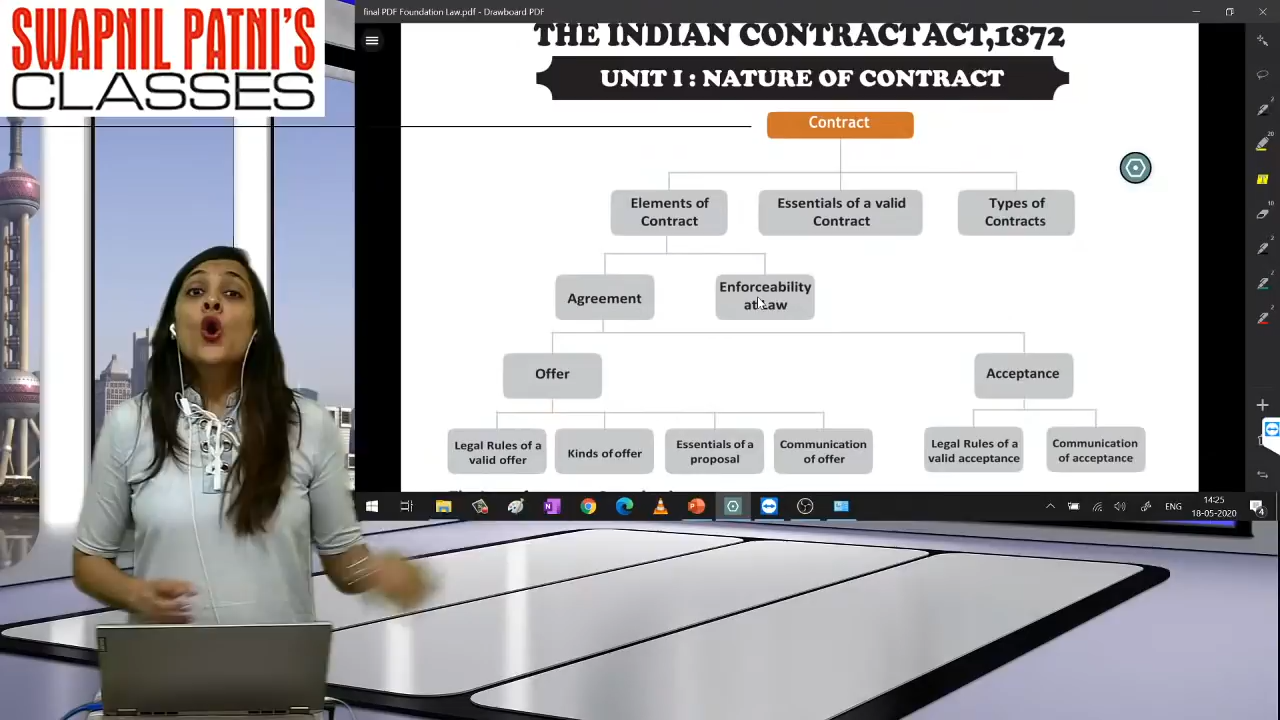 SWAPNIL PATNI'S
CLASSES
final PDF Foundation Law.pdf - Drawboard PDF
THE INDIAN CONTRACT ACT,1872
UNIT I : NATURE OF CONTRACT
Contract
Elements of
Contract
Essentials of a valid
Contract
Types of
Contracts
Agreement
Enforceability
at Law
Offer
Acceptance
Legal Rules of a
valid offer
Kinds of offer
Essentials of a
proposal
Communication
of offer
Legal Rules of a
valid acceptance
Communication
of acceptance
ENG
14:25
18-05-2020